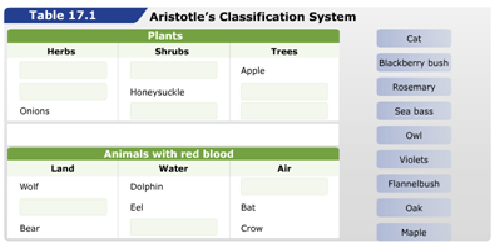 Table 17.1 Aristotle's Classification System
Plants
Herbs Shrubs Trees
Apple
Honeysuckle
Onions
Animals with red blood
Land Water Air
Wolf Dolphin
Eel Bat
Bear Crow
Cat
Blackberry bush
Rosemary
Sea bass
Owl
Violets
Flannelbush
Oak
Maple